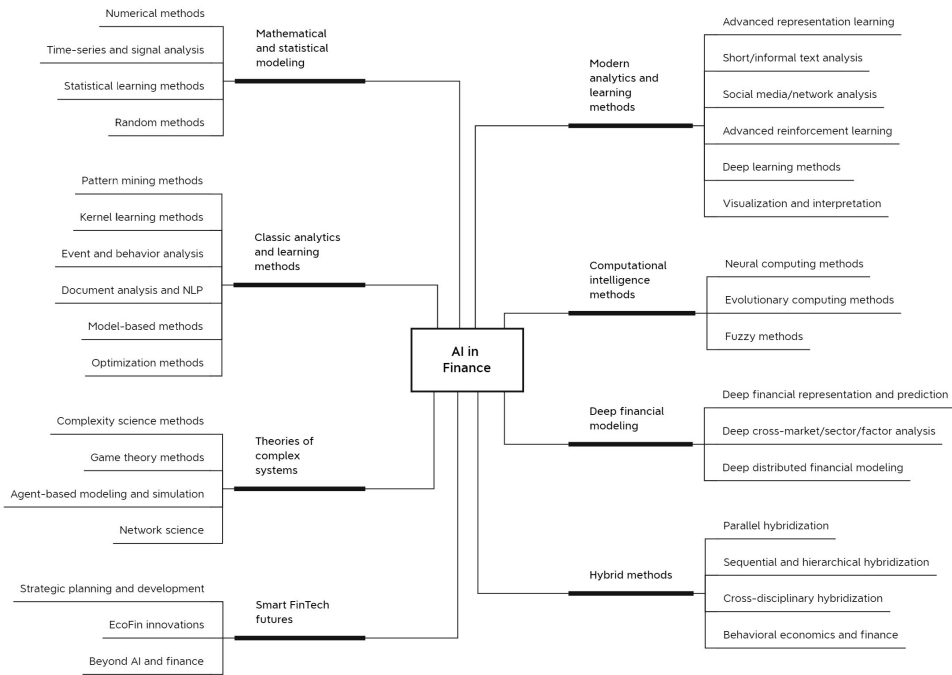 Numerical methods
Time-series and signal analysis
Statistical learning methods
Random methods
Mathematical
and statistical
modeling
Pattern mining methods
Kernel learning methods
Event and behavior analysis
Document analysis and NLP
Model-based methods
Optimization methods
Classic analytics
and learning
methods
Complexity science methods
Game theory methods
Agent-based modeling and simulation
Network science
Theories of
complex
systems
Strategic planning and development
EcoFin innovations
Beyond AI and finance
Smart FinTech
futures
AI in
Finance
Modern
analytics and
learning
methods
Advanced representation learning
Short/informal text analysis
Social media/network analysis
Advanced reinforcement learning
Deep learning methods
Visualization and interpretation
Computational
intelligence
methods
Neural computing methods
Evolutionary computing methods
Fuzzy methods
Deep financial
modeling
Deep financial representation and prediction
Deep cross-market/sector/factor analysis
Deep distributed financial modeling
Hybrid methods
Parallel hybridization
Sequential and hierarchical hybridization
Cross-disciplinary hybridization
Behavioral economics and finance